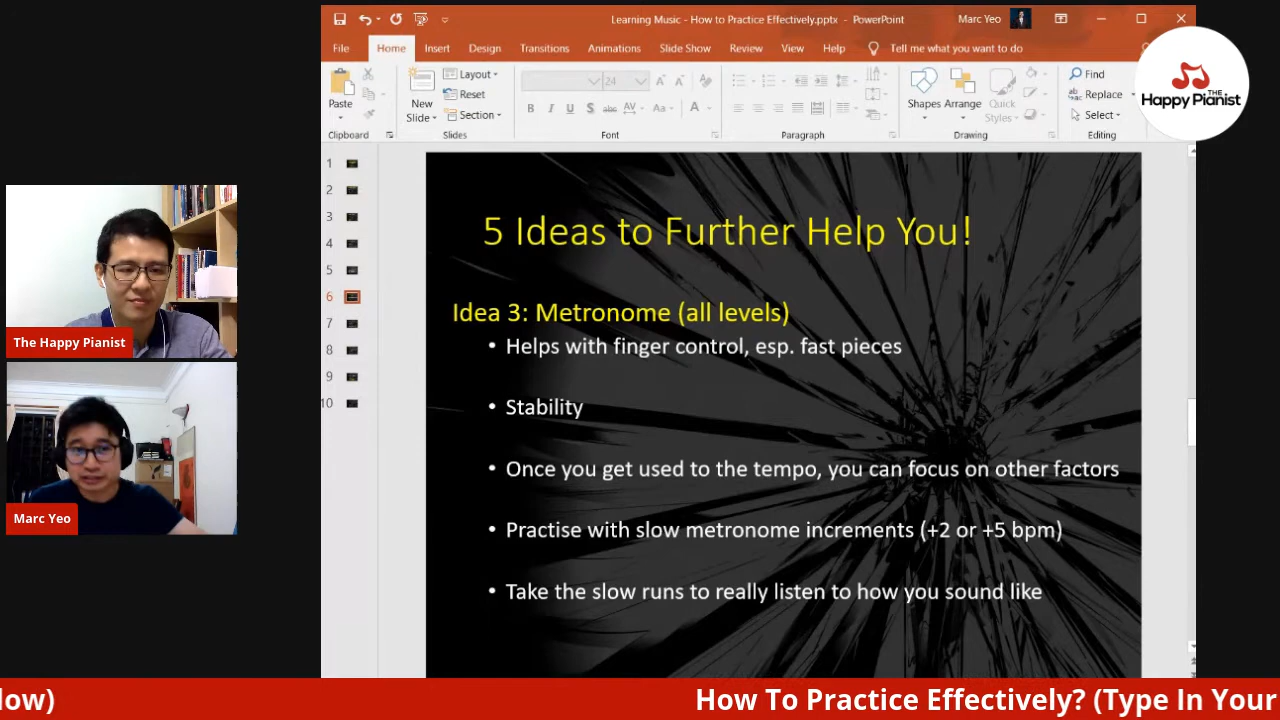 Learning Music - How to Practice Effectively.pptx - PowerPoint
Marc Yeo
File Home Insert Design Transitions Animations Slide Show Review View Help Tell me what you want to do
Paste
Clipboard
New Slide
Layout
Reset
Section
Slides
24
B I U S abc AV Aa A
Font
Paragraph
Shapes Arrange Quick Styles
Drawing
Find
Replace
Select
Editing
THE
Happy Pianist
1
2
3
4
5
6
7
8
9
10
The Happy Pianist
Marc Yeo
5 Ideas to Further Help You!
Idea 3: Metronome (all levels)
• Helps with finger control, esp. fast pieces
• Stability
• Once you get used to the tempo, you can focus on other factors
• Practise with slow metronome increments (+2 or +5 bpm)
• Take the slow runs to really listen to how you sound like
low) How To Practice Effectively? (Type In Your